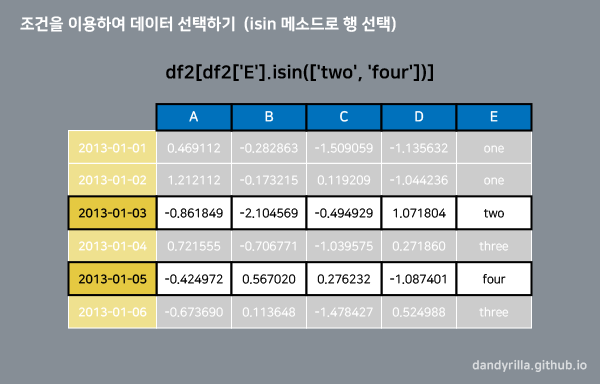 조건을 이용하여 데이터 선택하기 (isin 메소드로 행 선택)
df2[df2['E'].isin(['two', 'four'])]
A B C D E
2013-01-01 0.469112 -0.282863 -1.509059 -1.135632 one
2013-01-02 1.212112 -0.173215 0.119209 -1.044236 one
2013-01-03 -0.861849 -2.104569 -0.494929 1.071804 two
2013-01-04 0.721555 -0.706771 -1.039575 0.271860 three
2013-01-05 -0.424972 0.567020 0.276232 -1.087401 four
2013-01-06 -0.673690 0.113648 -1.478427 0.524988 three
dandyrilla.github.io